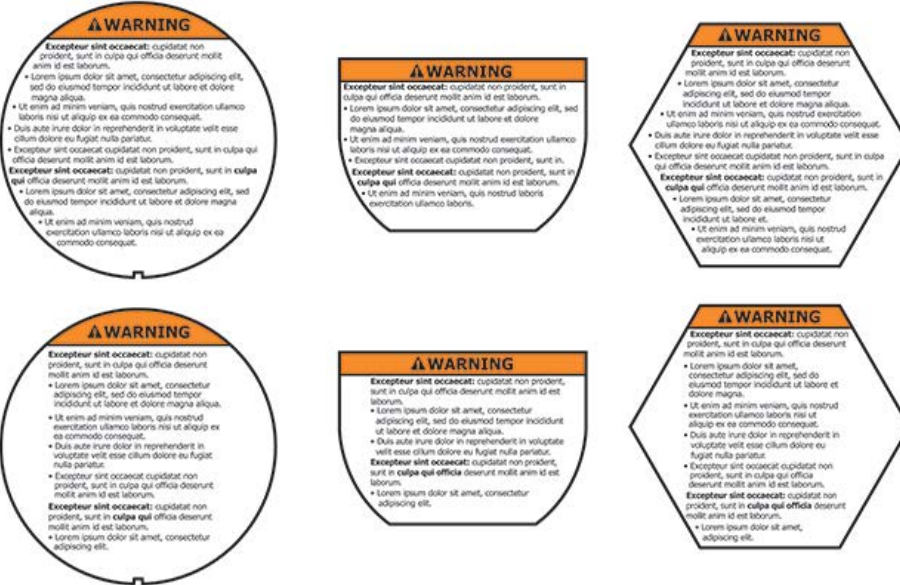 ⚠WARNING
Excepteur sint occaecat: cupidatat non
proident, sunt in culpa qui officia deserunt mollit
anim id est laborum.
• Lorem ipsum dolor sit amet, consectetur adipiscing elit,
sed do eiusmod tempor incididunt ut labore et dolore
magna aliqua.
• Ut enim ad minim veniam, quis nostrud exercitation ullamco
laboris nisi ut aliquip ex ea commodo consequat.
• Duis aute irure dolor in reprehenderit in voluptate velit esse
cillum dolore eu fugiat nulla pariatur.
• Excepteur sint occaecat cupidatat non proident, sunt in culpa qui
officia deserunt mollit anim id est laborum.
Excepteur sint occaecat: cupidatat non proident, sunt in culpa
qui officia deserunt mollit anim id est laborum.
• Lorem ipsum dolor sit amet, consectetur adipiscing elit, sed
do eiusmod tempor incididunt ut labore et dolore magna
aliqua.
• Ut enim ad minim veniam, quis nostrud
exercitation ullamco laboris nisi ut aliquip ex ea
commodo consequat.
⚠WARNING
Excepteur sint occaecat: cupidatat non proident, sunt in
culpa qui officia deserunt mollit anim id est laborum.
• Lorem ipsum dolor sit amet, consectetur adipiscing elit, sed
do eiusmod tempor incididunt ut labore et dolore
magna aliqua.
• Ut enim ad minim veniam, quis nostrud exercitation ullamco
laboris nisi ut aliquip ex ea commodo consequat.
• Excepteur sint occaecat cupidatat non proident, sunt in.
Excepteur sint occaecat: cupidatat non proident, sunt in
culpa qui officia deserunt mollit anim id est laborum.
• Ut enim ad minim veniam, quis nostrud laboris
exercitation ullamco laboris.
⚠WARNING
Excepteur sint occaecat: cupidatat non
proident, sunt in culpa qui officia deserunt
mollit anim id est laborum.
• Lorem ipsum dolor sit amet, consectetur
adipiscing elit, sed do eiusmod tempor
incididunt ut labore et dolore magna aliqua.
• Ut enim ad minim veniam, quis nostrud exercitation
ullamco laboris nisi ut aliquip ex ea commodo consequat.
• Duis aute irure dolor in reprehenderit in voluptate velit esse
cillum dolore eu fugiat nulla pariatur.
• Excepteur sint occaecat cupidatat non proident, sunt in culpa
qui officia deserunt mollit anim id est laborum.
Excepteur sint occaecat: cupidatat non proident, sunt in
culpa qui officia deserunt mollit anim id est laborum.
• Lorem ipsum dolor sit amet, consectetur
adipiscing elit, sed do eiusmod tempor
incididunt ut labore et.
• Ut enim ad minim veniam, quis nostrud
exercitation ullamco laboris nisi ut
aliquip ex ea commodo consequat.
⚠WARNING
Excepteur sint occaecat: cupidatat non
proident, sunt in culpa qui officia deserunt
mollit anim id est laborum.
• Lorem ipsum dolor sit amet, consectetur
adipiscing elit, sed do eiusmod tempor
incididunt ut labore et dolore magna aliqua.
• Ut enim ad minim veniam, quis nostrud
exercitation ullamco laboris nisi ut aliquip ex
ea commodo consequat.
• Duis aute irure dolor in reprehenderit in
voluptate velit esse cillum dolore eu fugiat
nulla pariatur.
• Excepteur sint occaecat cupidatat non
proident, sunt in culpa qui officia deserunt
mollit anim id est laborum.
Excepteur sint occaecat: cupidatat non
proident, sunt in culpa qui officia deserunt
mollit anim id est laborum.
• Lorem ipsum dolor sit amet, consectetur
adipiscing elit.
⚠WARNING
Excepteur sint occaecat: cupidatat non proident,
sunt in culpa qui officia deserunt mollit anim id est
laborum.
• Lorem ipsum dolor sit amet, consectetur
adipiscing elit, sed do eiusmod tempor incididunt
ut labore et dolore magna aliqua.
• Duis aute irure dolor in reprehenderit in voluptate
velit esse cillum dolore eu fugiat nulla pariatur.
Excepteur sint occaecat: cupidatat non proident,
sunt in culpa qui officia deserunt mollit anim id est
laborum.
• Lorem ipsum dolor sit amet, consectetur
adipiscing elit.
⚠WARNING
Excepteur sint occaecat: cupidatat non
proident, sunt in culpa qui officia deserunt
mollit anim id est laborum.
• Lorem ipsum dolor sit amet,
consectetur adipiscing elit, sed do
eiusmod tempor incididunt ut labore et
dolore magna.
• Ut enim ad minim veniam, quis nostrud
exercitation ullamco laboris nisi ut
aliquip ex ea commodo consequat.
• Duis aute irure dolor in reprehenderit in
voluptate velit esse cillum dolore eu
fugiat nulla pariatur.
• Excepteur sint occaecat cupidatat non
proident, sunt in culpa qui officia
deserunt mollit anim id est laborum.
Excepteur sint occaecat: cupidatat non
proident, sunt in culpa qui officia deserunt
mollit anim id est laborum.
• Lorem ipsum dolor sit amet,
adipiscing elit.